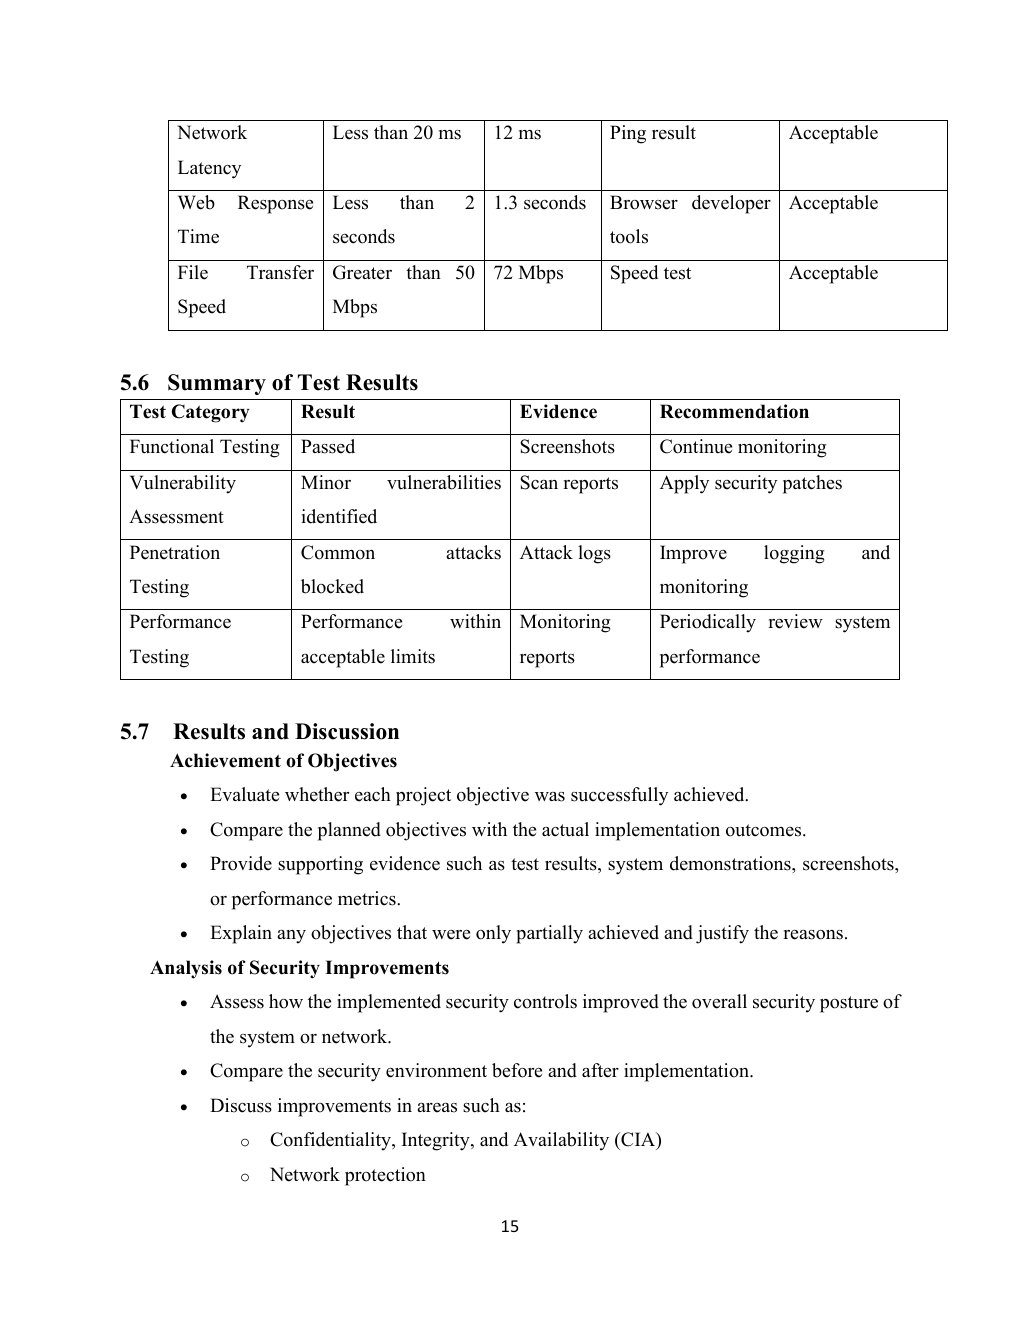 Network Less than 20 ms 12 ms Ping result Acceptable
Latency
Web Response Less than 2 1.3 seconds Browser developer Acceptable
Time seconds tools
File Transfer Greater than 50 72 Mbps Speed test Acceptable
Speed Mbps
5.6 Summary of Test Results
Test Category Result Evidence Recommendation
Functional Testing Passed Screenshots Continue monitoring
Vulnerability Minor vulnerabilities Scan reports Apply security patches
Assessment identified
Penetration Common attacks Attack logs Improve logging and
Testing blocked monitoring
Performance Performance within Monitoring Periodically review system
Testing acceptable limits reports performance
5.7 Results and Discussion
Achievement of Objectives
• Evaluate whether each project objective was successfully achieved.
• Compare the planned objectives with the actual implementation outcomes.
• Provide supporting evidence such as test results, system demonstrations, screenshots,
or performance metrics.
• Explain any objectives that were only partially achieved and justify the reasons.
Analysis of Security Improvements
• Assess how the implemented security controls improved the overall security posture of
the system or network.
• Compare the security environment before and after implementation.
• Discuss improvements in areas such as:
o Confidentiality, Integrity, and Availability (CIA)
o Network protection
15